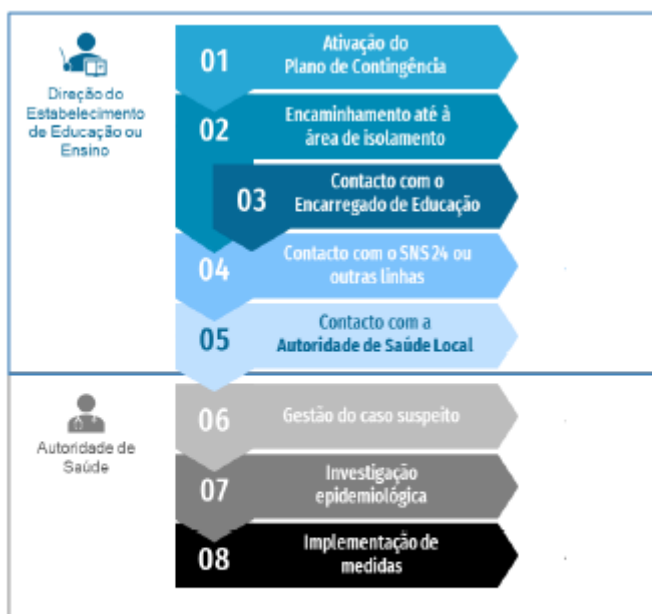 Direção do
Estabelecimento
de Educação ou
Ensino
01
Ativação do
Plano de Contingência
02
Encaminhamento até à
área de isolamento
03
Contacto com o
Encarregado de Educação
04
Contacto com o SNS 24 ou
outras linhas
05
Contacto com a
Autoridade de Saúde Local
Autoridade de
Saúde
06
Gestão do caso suspeito
07
Investigação
epidemiológica
08
Implementação de
medidas